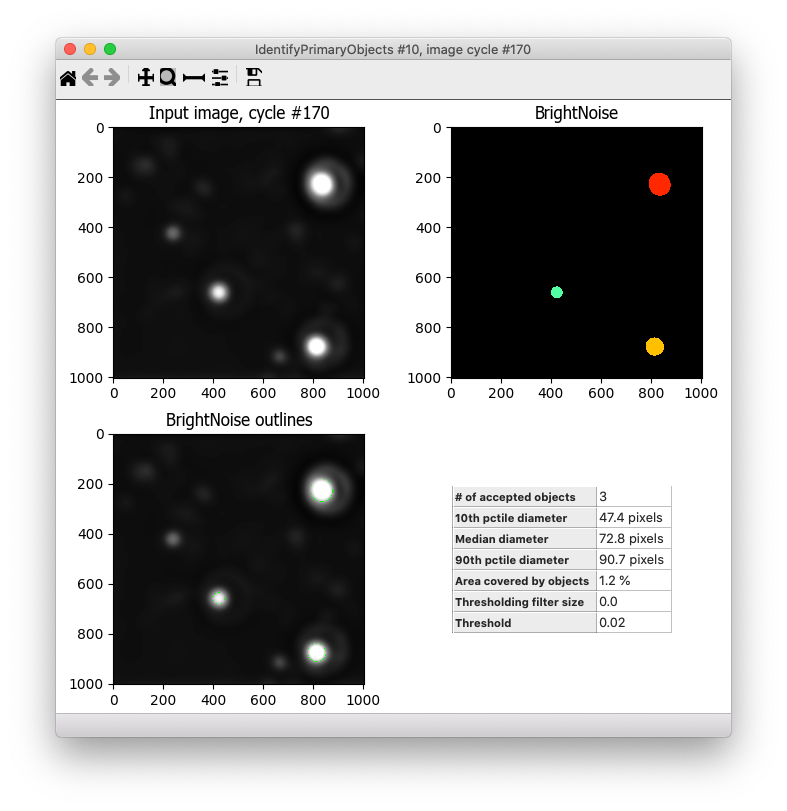 IdentifyPrimaryObjects #10, image cycle #170
Input image, cycle #170
0
200
400
600
800
1000
0 200 400 600 800 1000
BrightNoise
0
200
400
600
800
1000
0 200 400 600 800 1000
BrightNoise outlines
0
200
400
600
800
1000
0 200 400 600 800 1000
# of accepted objects 3
10th pctile diameter 47.4 pixels
Median diameter 72.8 pixels
90th pctile diameter 90.7 pixels
Area covered by objects 1.2 %
Thresholding filter size 0.0
Threshold 0.02